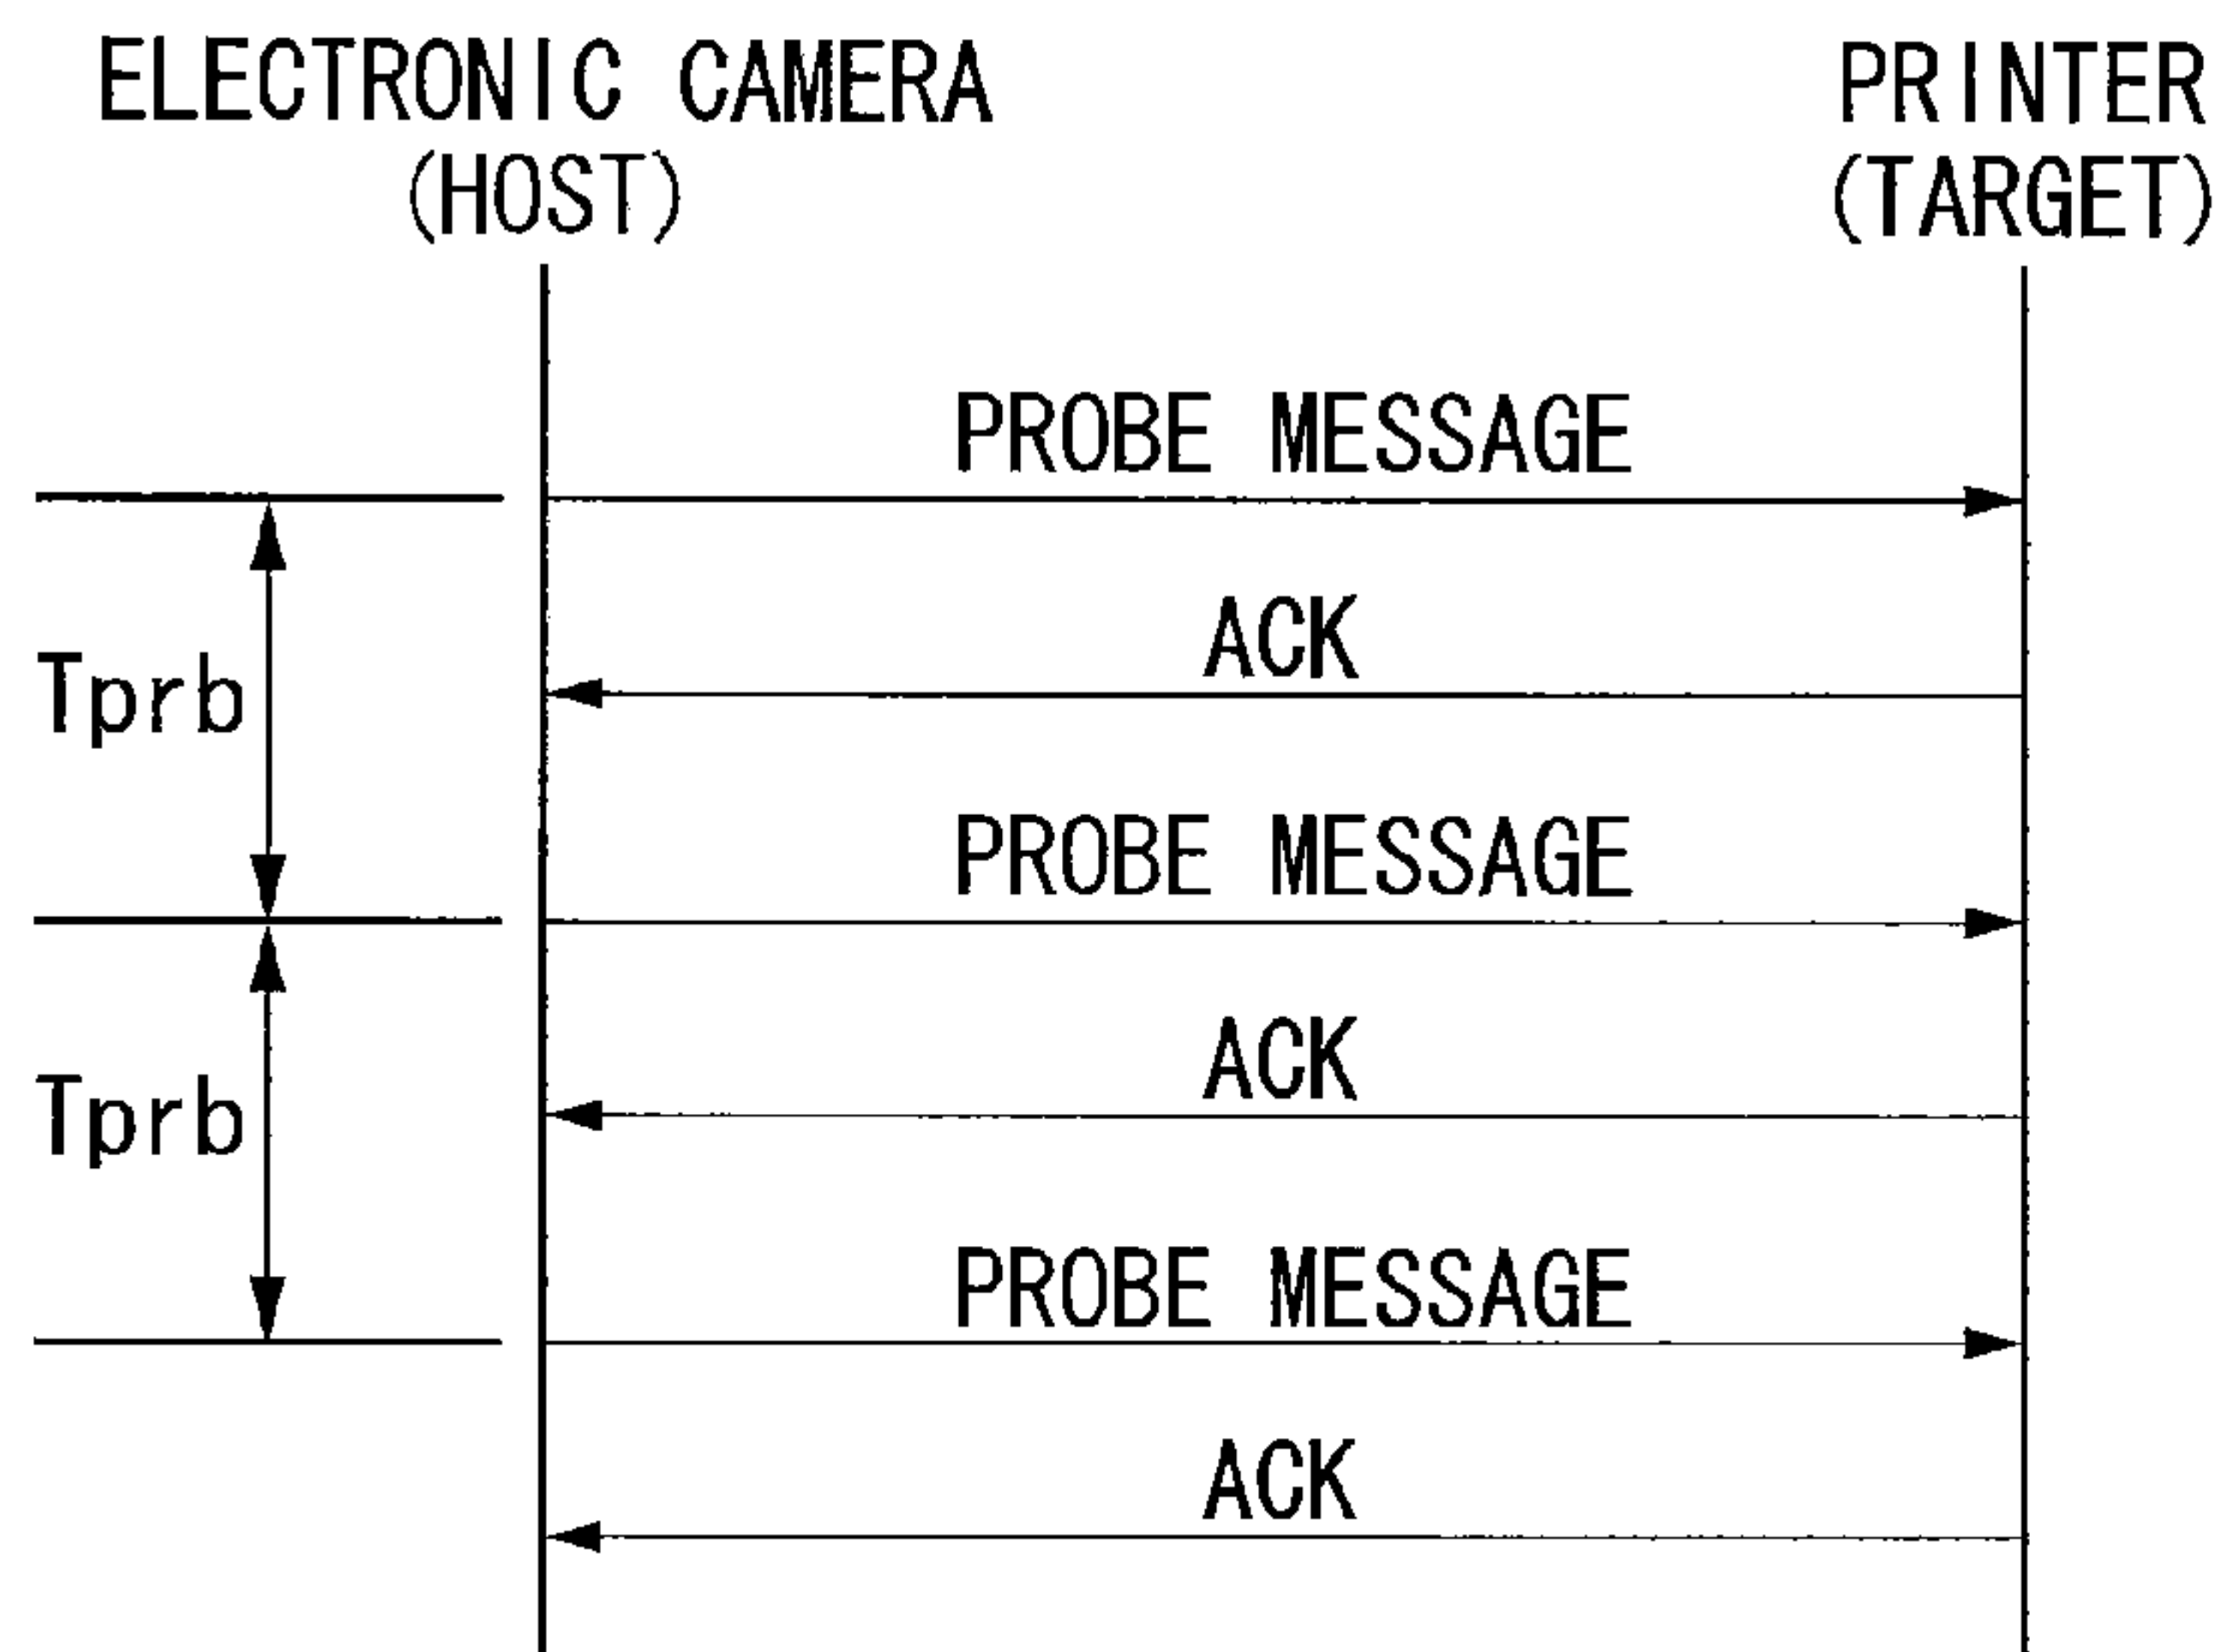 ELECTRONIC CAMERA
(HOST)
PRINTER
(TARGET)
PROBE MESSAGE
ACK
Tprb
PROBE MESSAGE
ACK
Tprb
PROBE MESSAGE
ACK